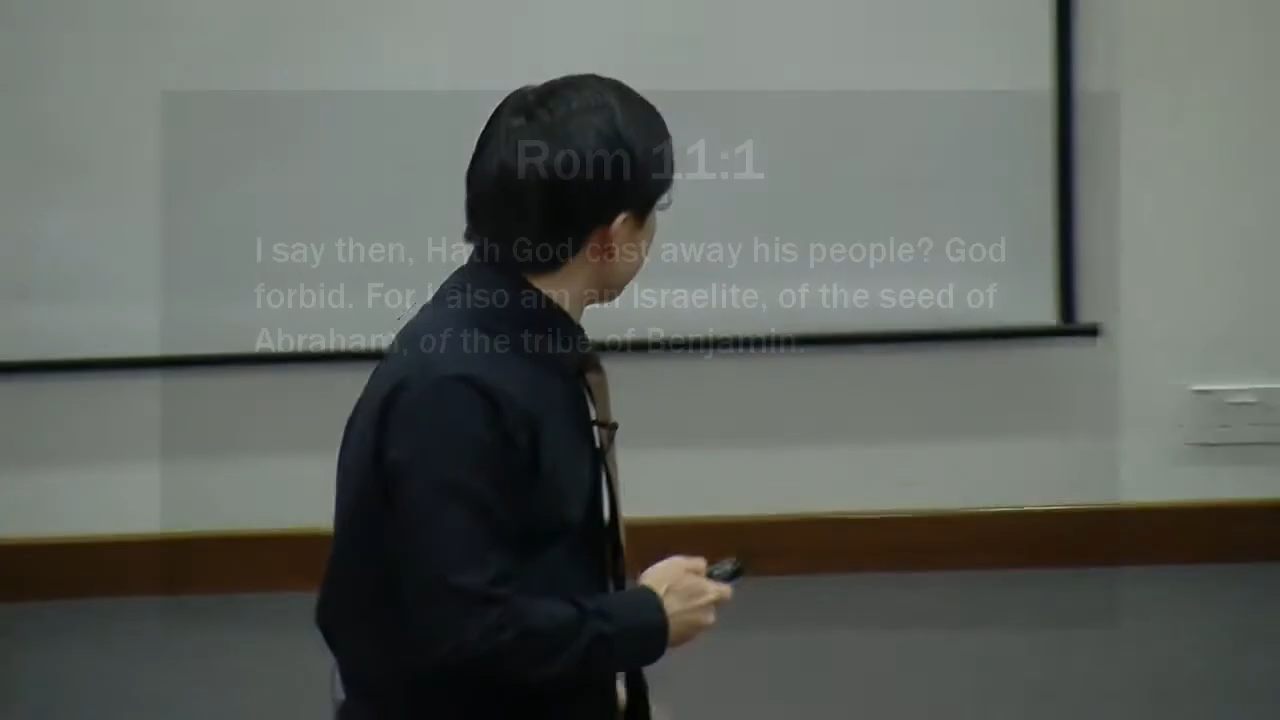 Rom 11:1
I say then, Hath God cast away his people? God
forbid. For I also am an Israelite, of the seed of
Abraham, of the tribe of Benjamin.